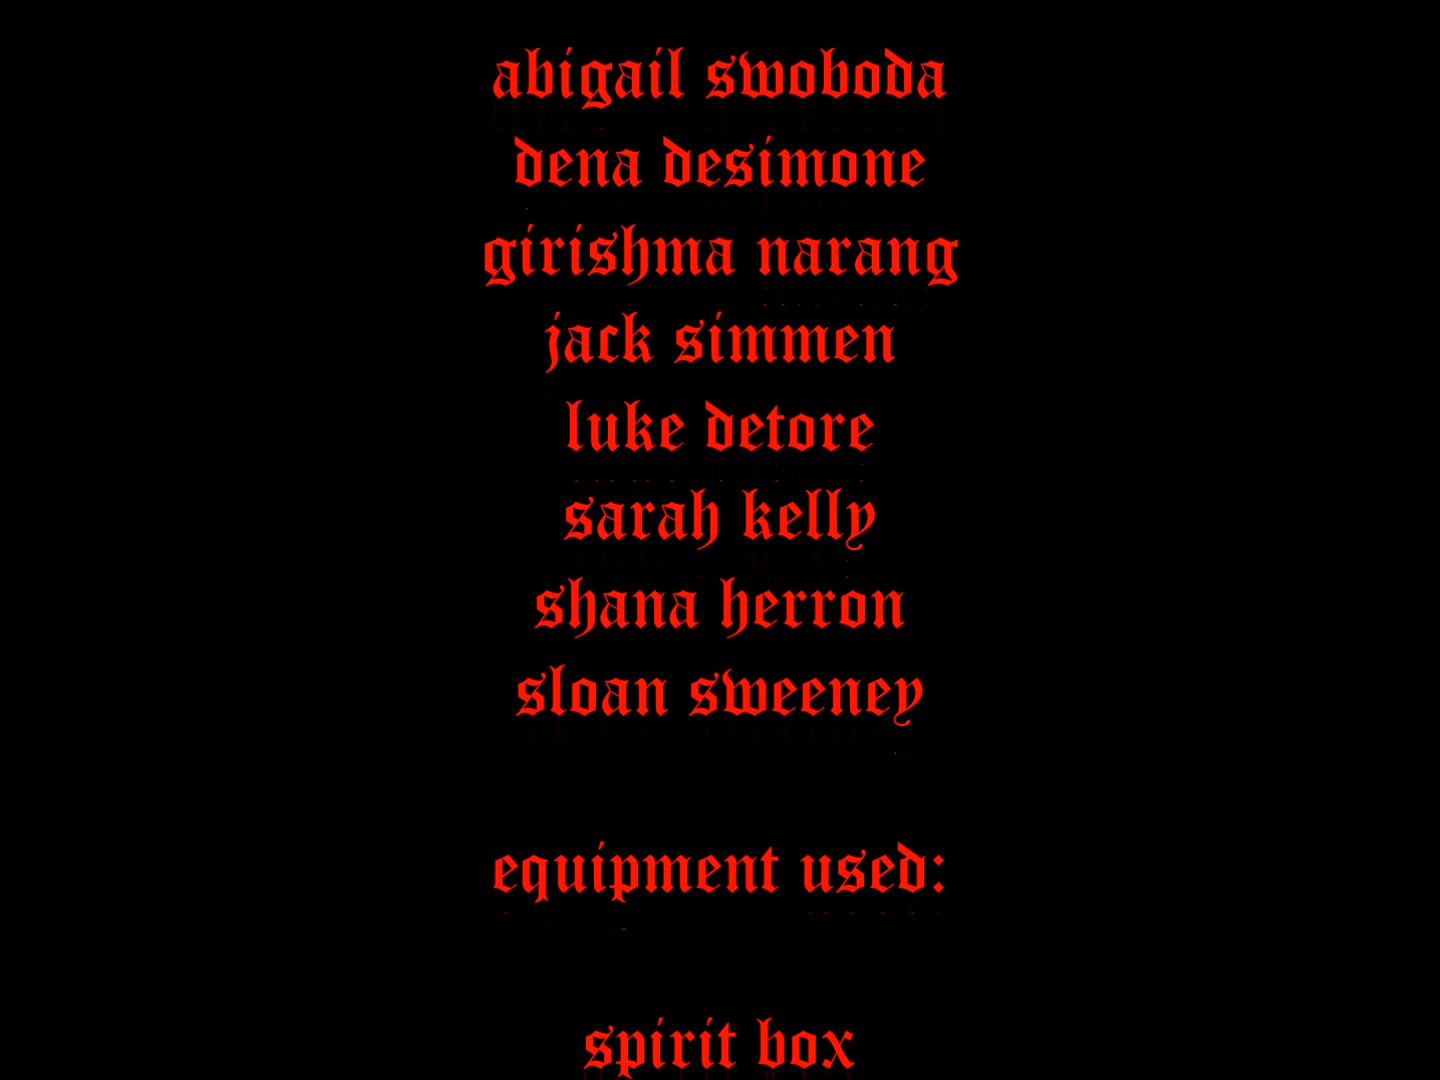 abigail swoboda
dena desimone
girishma narang
jack simmen
luke detore
sarah kelly
shana herron
sloan sweeney
equipment used:
spirit box